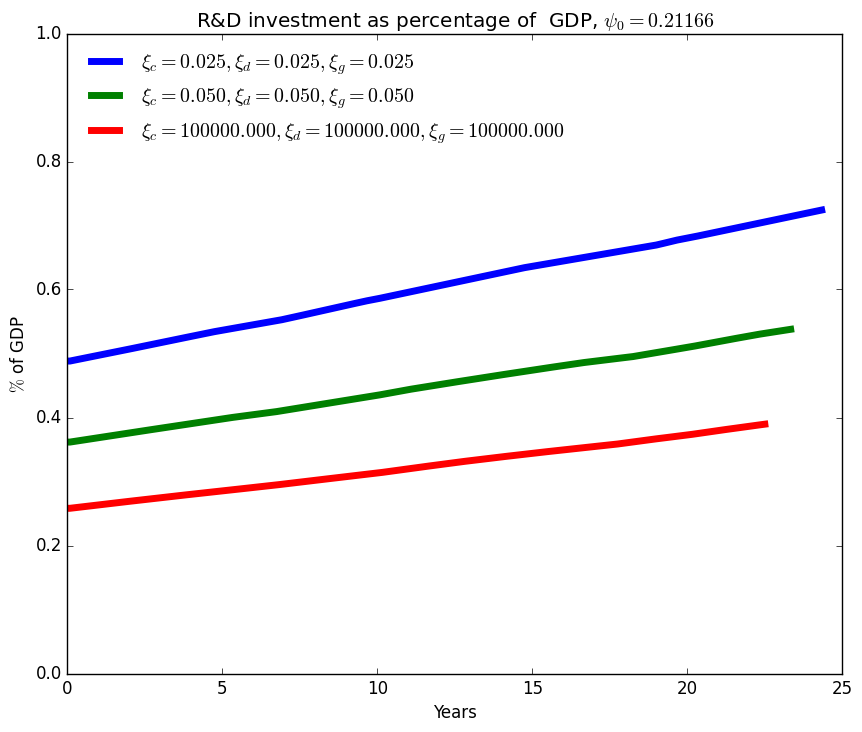 R&D investment as percentage of  GDP, ψ₀ = 0.21166
ξ_c = 0.025, ξ_d = 0.025, ξ_g = 0.025
ξ_c = 0.050, ξ_d = 0.050, ξ_g = 0.050
ξ_c = 100000.000, ξ_d = 100000.000, ξ_g = 100000.000
1.0
0.8
0.6
0.4
0.2
0.0
% of GDP
0 5 10 15 20 25
Years